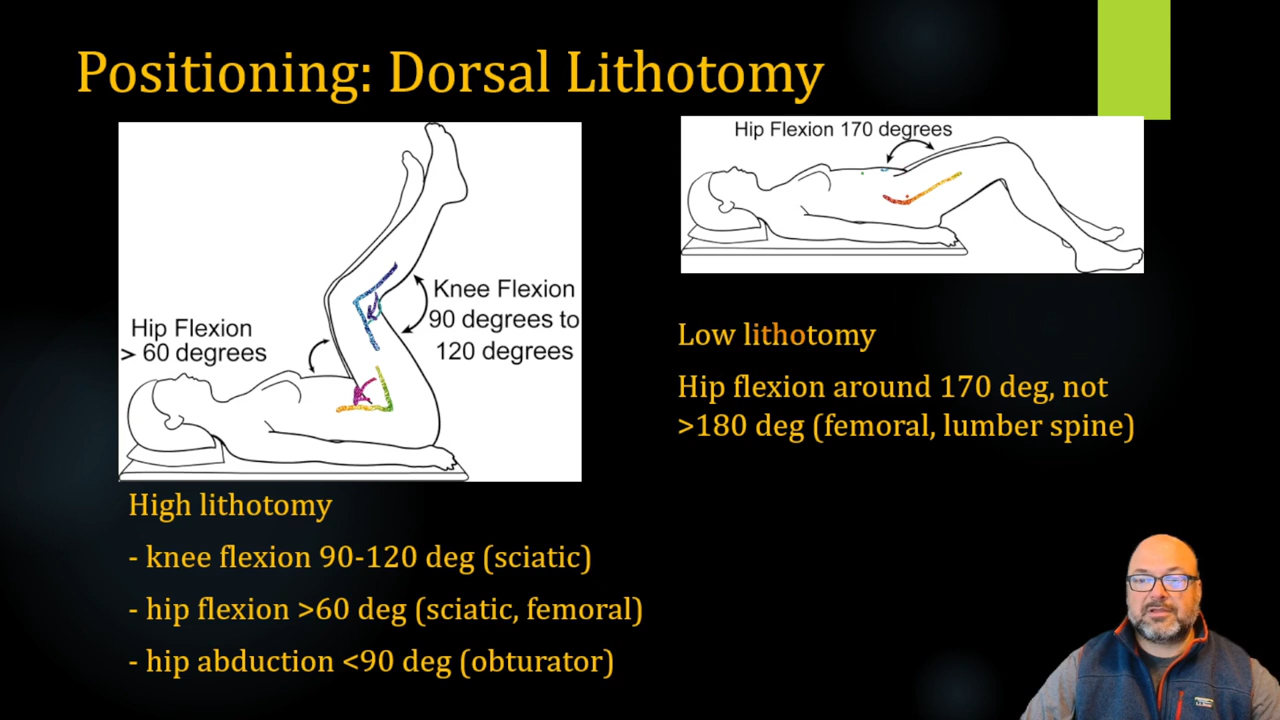 Positioning: Dorsal Lithotomy
Hip Flexion
> 60 degrees
Knee Flexion
90 degrees to
120 degrees
High lithotomy
- knee flexion 90-120 deg (sciatic)
- hip flexion >60 deg (sciatic, femoral)
- hip abduction <90 deg (obturator)
Hip Flexion 170 degrees
Low lithotomy
Hip flexion around 170 deg, not
>180 deg (femoral, lumber spine)